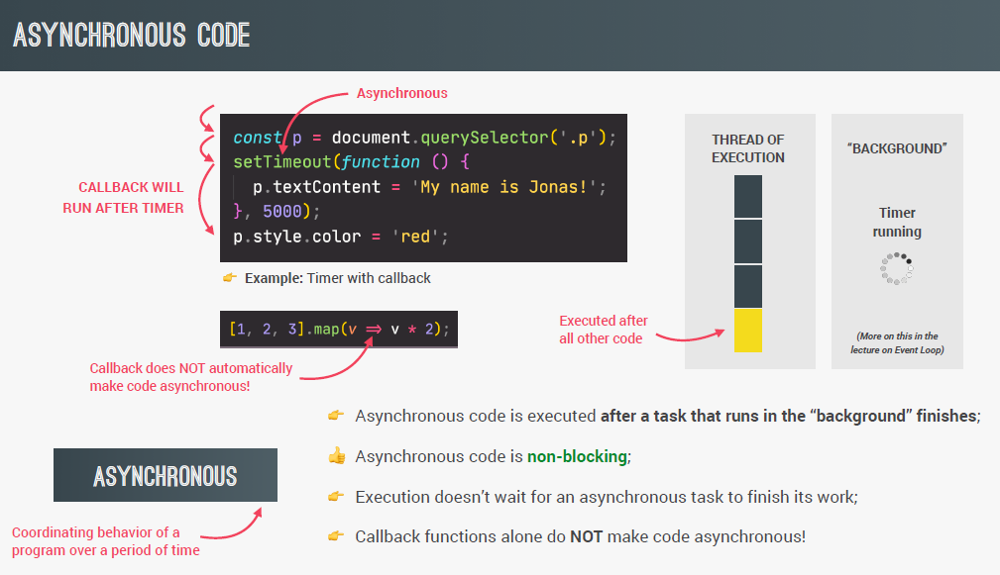 ASYNCHRONOUS CODE
Asynchronous
const p = document.querySelector('.p');
setTimeout(function () {
p.textContent = 'My name is Jonas!';
}, 5000);
p.style.color = 'red';
CALLBACK WILL
RUN AFTER TIMER
👉 Example: Timer with callback
[1, 2, 3].map(v => v * 2);
Callback does NOT automatically
make code asynchronous!
THREAD OF
EXECUTION
Executed after
all other code
“BACKGROUND”
Timer
running
(More on this in the
lecture on Event Loop)
👉 Asynchronous code is executed after a task that runs in the “background” finishes;
👍 Asynchronous code is non-blocking;
👉 Execution doesn’t wait for an asynchronous task to finish its work;
👉 Callback functions alone do NOT make code asynchronous!
ASYNCHRONOUS
Coordinating behavior of a
program over a period of time